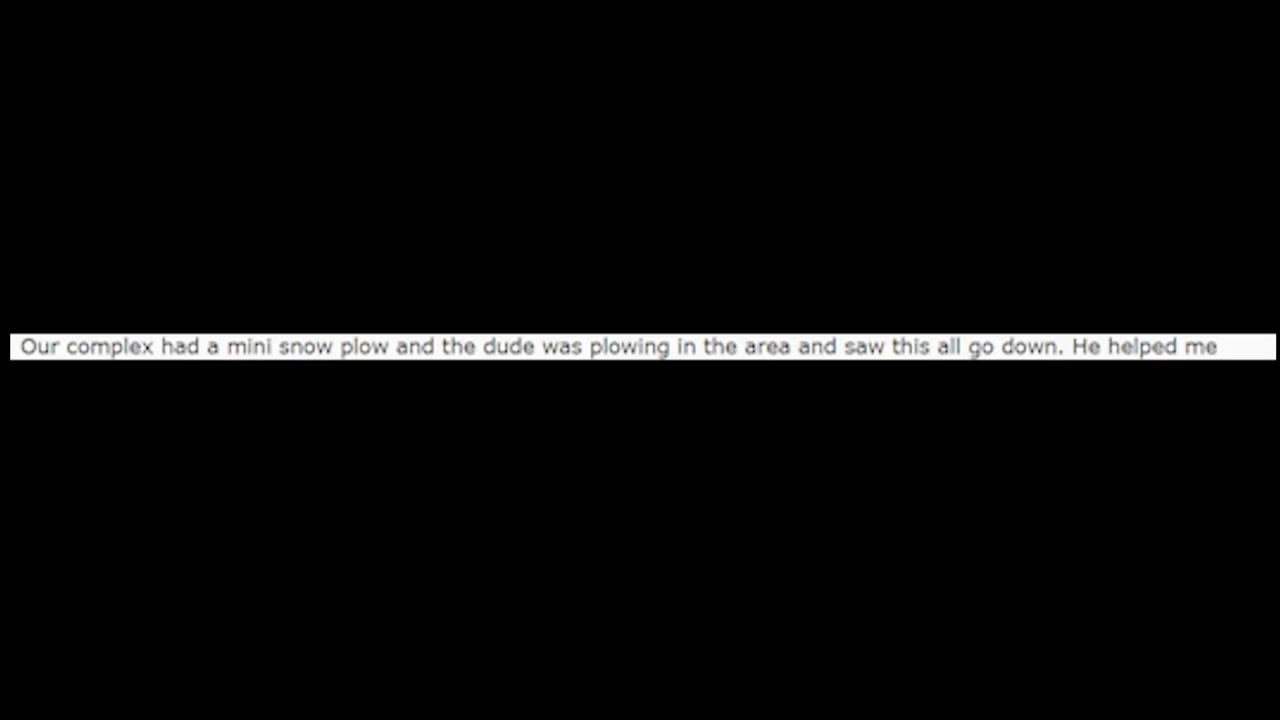 Our complex had a mini snow plow and the dude was plowing in the area and saw this all go down. He helped me